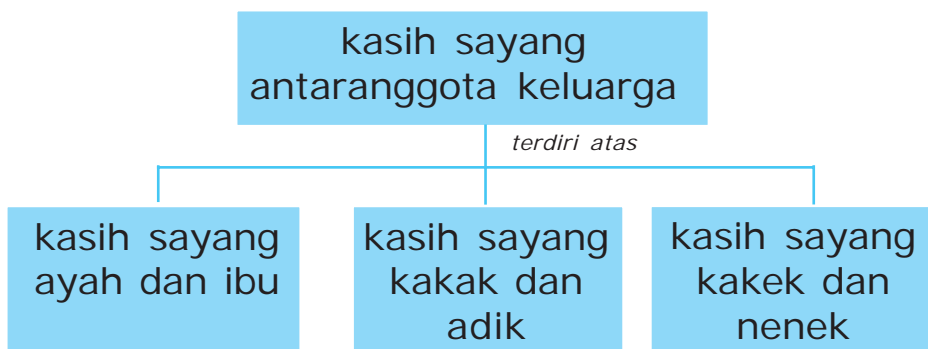 kasih sayang
antaranggota keluarga
terdiri atas
kasih sayang
ayah dan ibu
kasih sayang
kakak dan
adik
kasih sayang
kakek dan
nenek